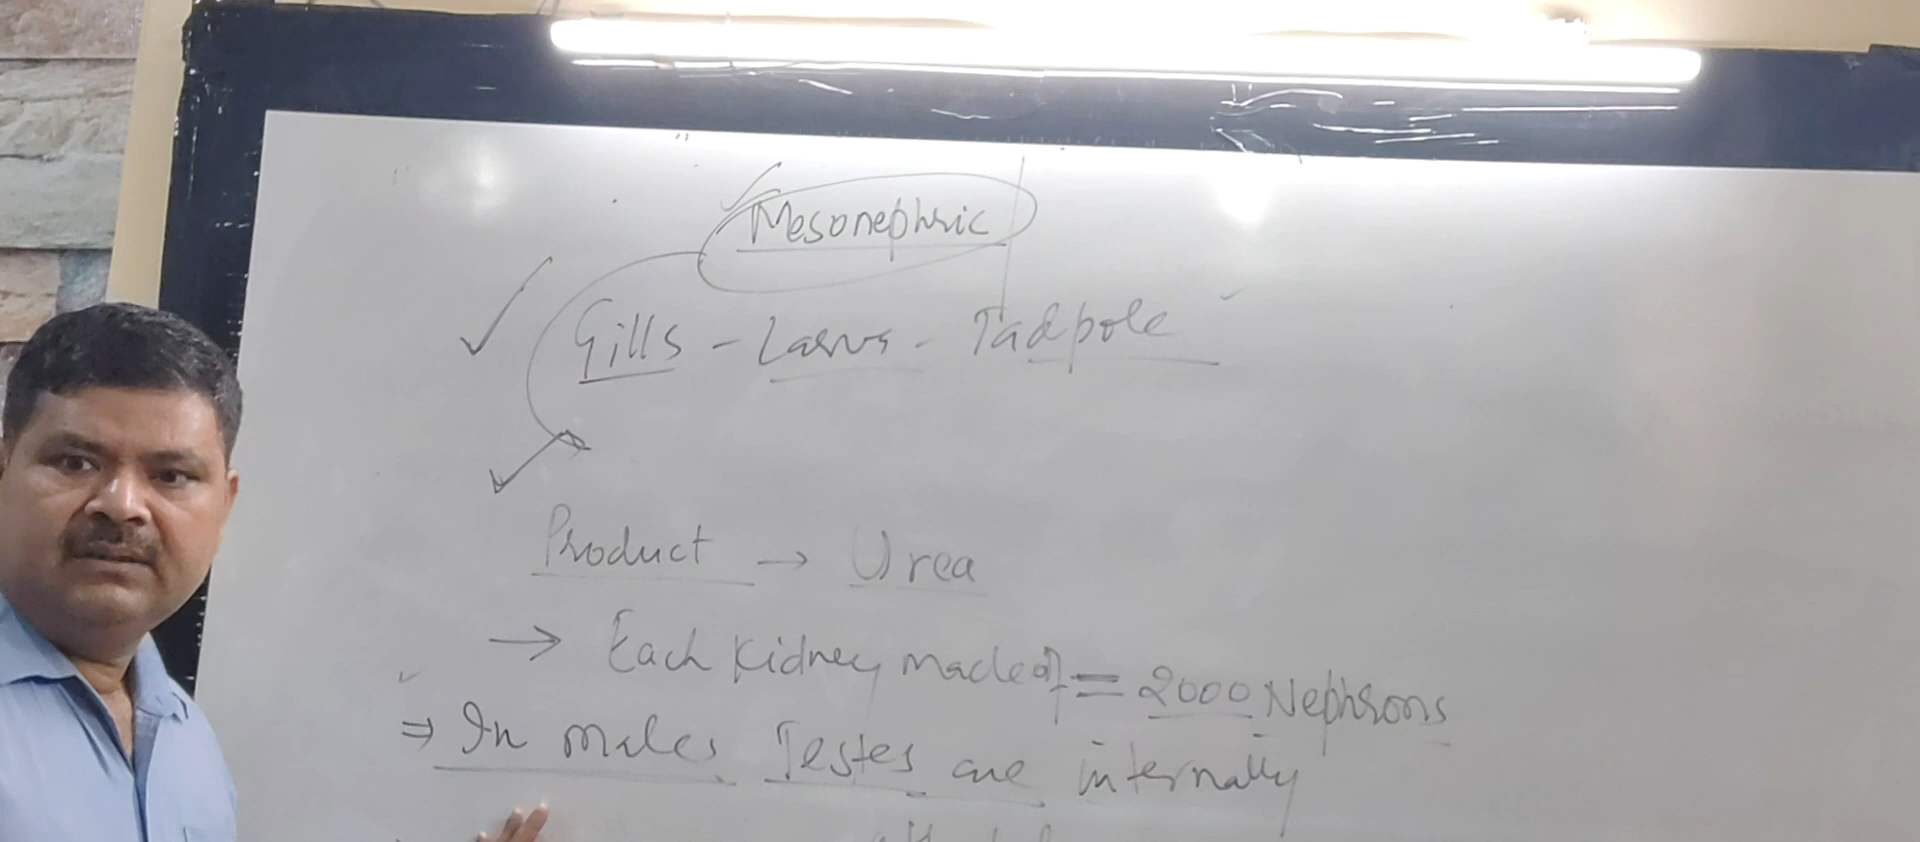 Mesonephric
Gills - Larva - Tadpole
Product → Urea
→ Each Kidney made of = 2000 Nephrons
⇒ In males Testes are internally